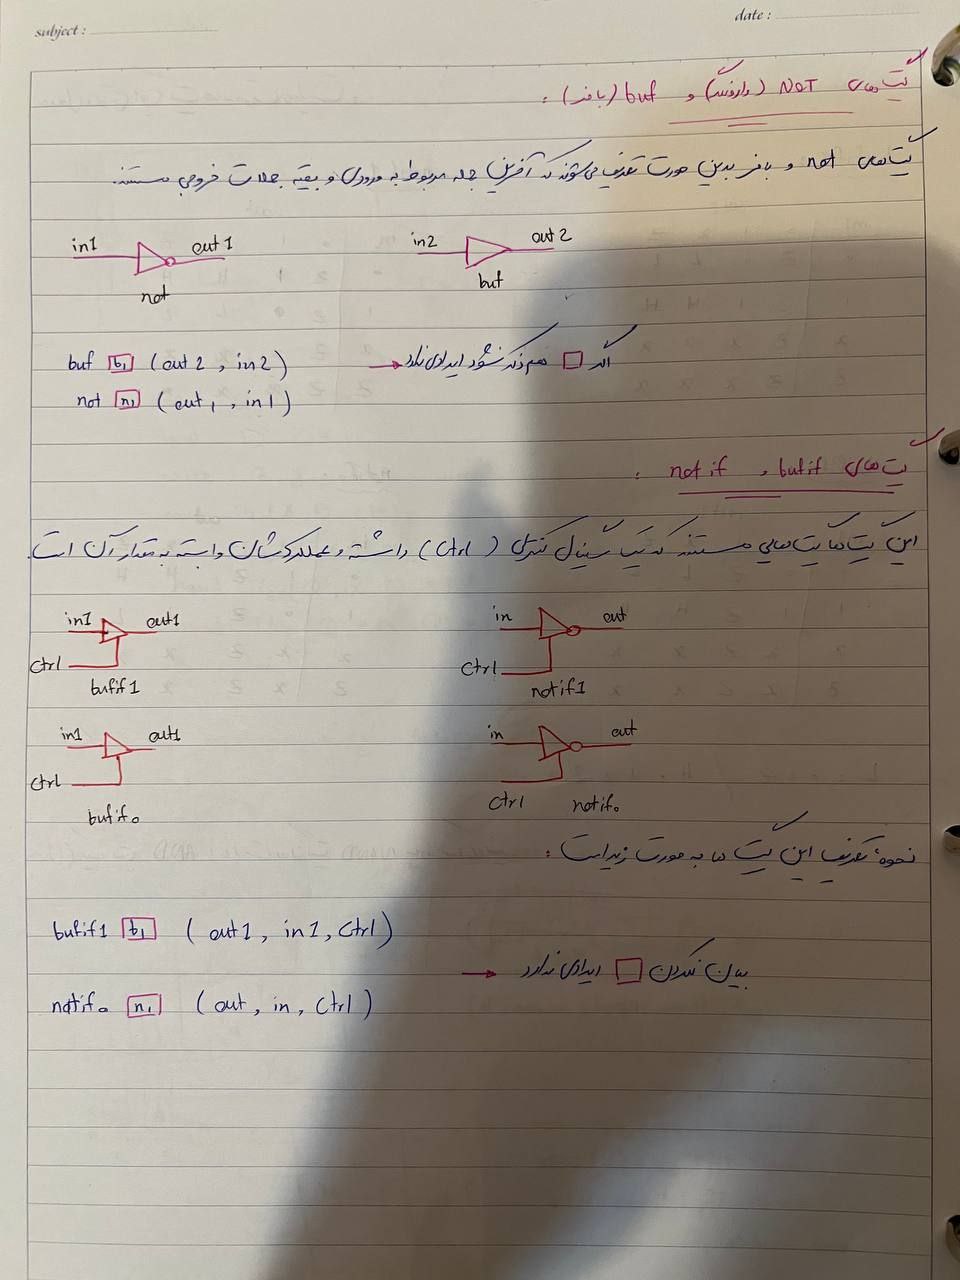 subject :
date :
گیت های NOT (وارونگر) و buf (بافر) :
گیت های not و بافر بدین صورت تعریف می شوند که آخرین جمله مربوط به ورودی و بقیه جملات خروجی هستند.
in1 out 1 in2 out 2
not buf
buf b1 (out 2 , in2) → اگر □ هم ذکر نشود ایرادی ندارد
not n1 (out1 , in1)
گیت های bufif و notif :
این گیت ها گیت هایی هستند که یک سیگنال کنترل (Ctrl) داشته و عملکردشان وابسته به مقدار آن است.
in1 out1 in out
Ctrl Ctrl
bufif1 notif1
in1 out1 in out
Ctrl Ctrl
bufif0 notif0
نحوه تعریف این گیت ها به صورت زیر است :
bufif1 b1 (out1, in1, Ctrl)
→ بیان نکردن □ ایرادی ندارد
notif0 n1 (out, in, Ctrl)